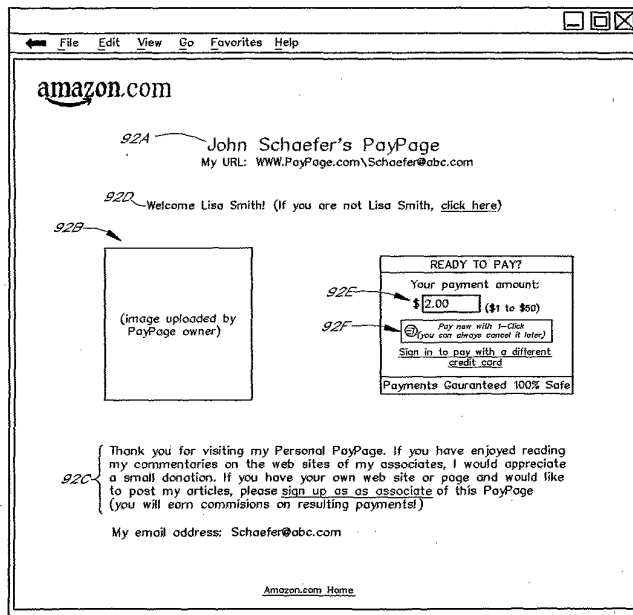 File Edit View Go Favorites Help
amazon.com
92A
John Schaefer's PayPage
My URL: WWW.PayPage.com\Schaefer@abc.com
92D
Welcome Lisa Smith! (If you are not Lisa Smith, click here)
92B
(image uploaded by
PayPage owner)
READY TO PAY?
Your payment amount:
92E
$ 2.00 ($1 to $50)
92F
Pay now with 1-Click
(you can always cancel it later)
Sign in to pay with a different
credit card
Payments Gauranteed 100% Safe
92C
Thank you for visiting my Personal PayPage. If you have enjoyed reading
my commentaries on the web sites of my associates, I would appreciate
a small donation. If you have your own web site or page and would like
to post my articles, please sign up as as associate of this PayPage
(you will earn commisions on resulting payments!)
My email address: Schaefer@abc.com
Amazon.com Home